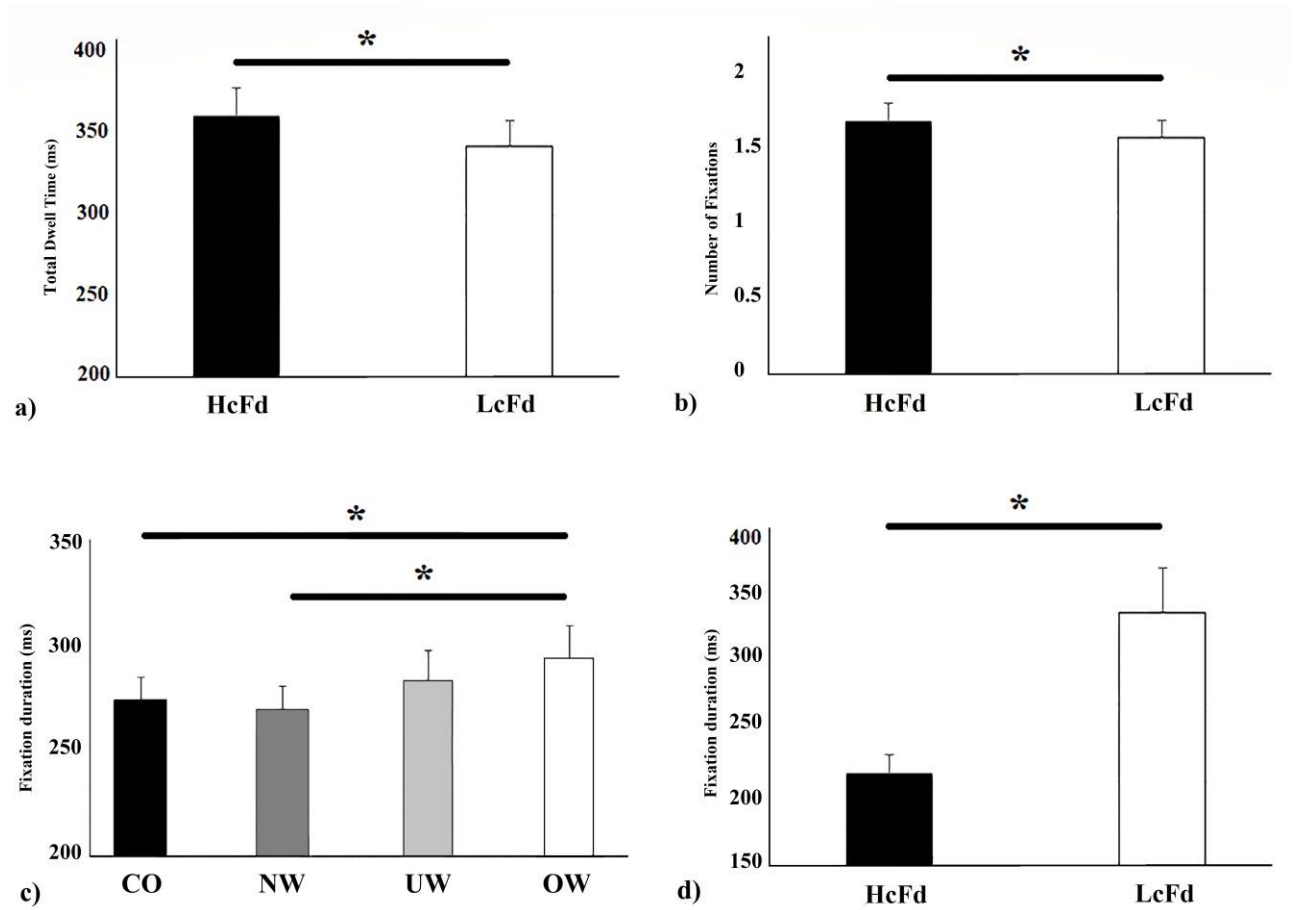 *
400
350
300
250
200
Total Dwell Time (ms)
HcFd LcFd
a)
*
2
1.5
1
0.5
0
Number of Fixations
HcFd LcFd
b)
*
*
350
300
250
200
Fixation duration (ms)
CO NW UW OW
c)
*
400
350
300
250
200
150
Fixation duration (ms)
HcFd LcFd
d)